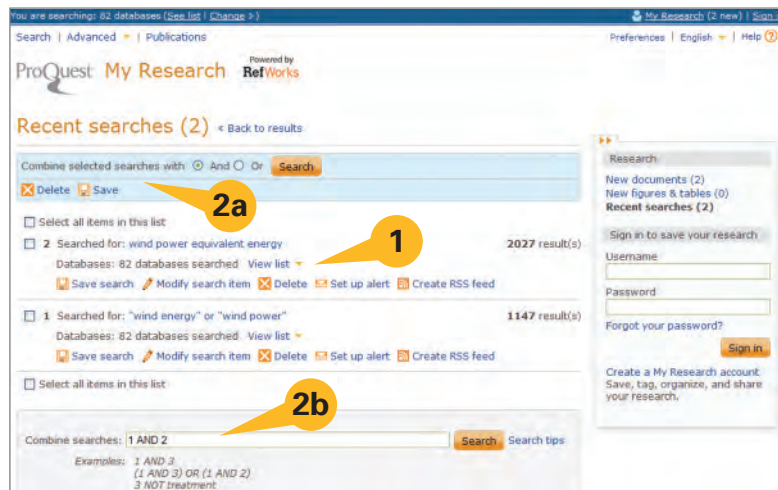 You are searching: 82 databases (See list | Change >)
My Research (2 new) | Sign
Search | Advanced | Publications
Preferences | English | Help ?
ProQuest My Research Powered by RefWorks
Recent searches (2) < Back to results
Combine selected searches with And Or Search
Delete Save
2a
Select all items in this list
1
2 Searched for: wind power equivalent energy 2027 result(s)
Databases: 82 databases searched View list
Save search Modify search item Delete Set up alert Create RSS feed
1 Searched for: "wind energy" or "wind power" 1147 result(s)
Databases: 82 databases searched View list
Save search Modify search item Delete Set up alert Create RSS feed
Select all items in this list
2b
Combine searches: 1 AND 2 Search Search tips
Examples: 1 AND 3
(1 AND 3) OR (1 AND 2)
3 NOT treatment
Research
New documents (2)
New figures & tables (0)
Recent searches (2)
Sign in to save your research
Username
Password
Forgot your password?
Sign in
Create a My Research account
Save, tag, organize, and share
your research.